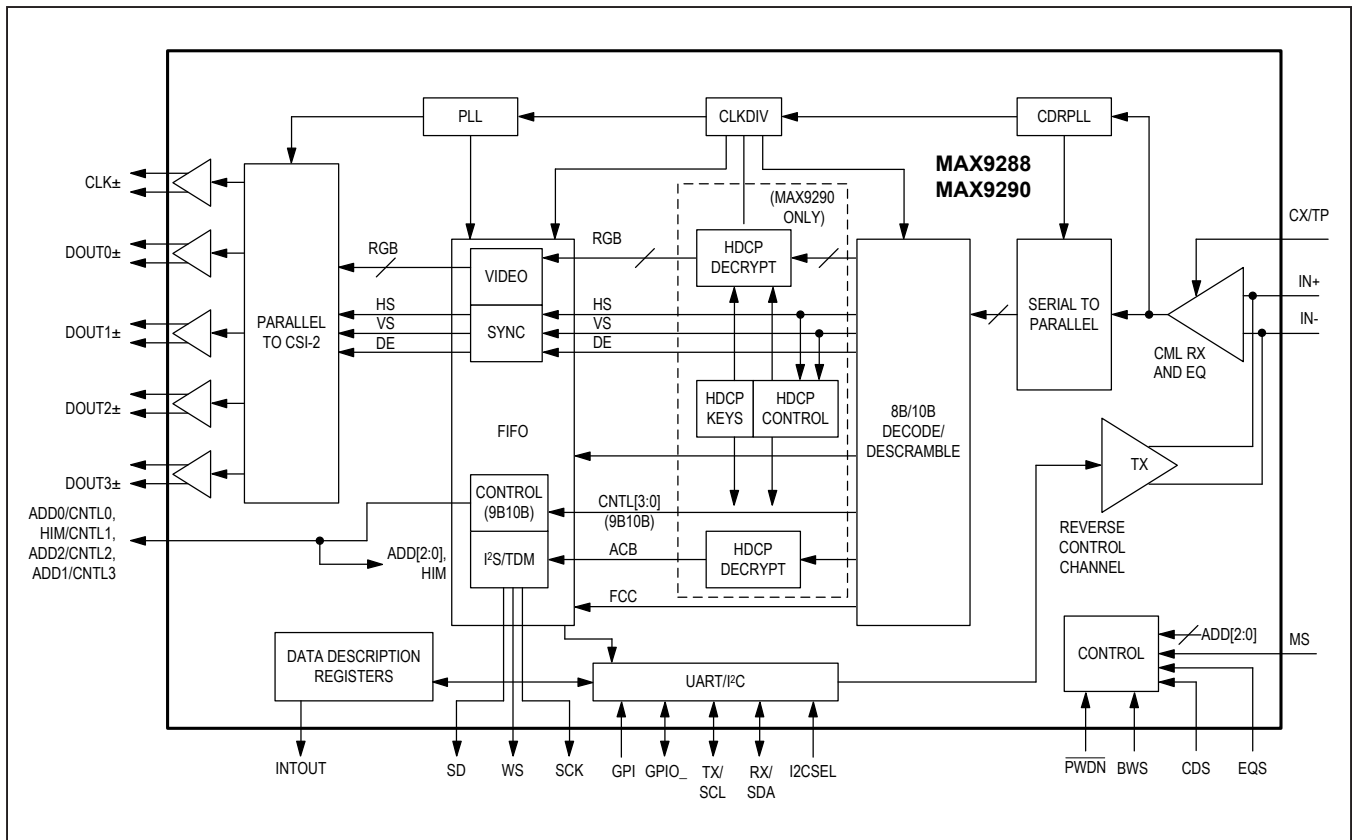 PLL
CLKDIV
CDRPLL
MAX9288
MAX9290
(MAX9290
ONLY)
CX/TP
CLK±
DOUT0±
DOUT1±
DOUT2±
DOUT3±
RGB
HS
VS
DE
PARALLEL
TO CSI-2
VIDEO
SYNC
FIFO
RGB
HS
VS
DE
HDCP
DECRYPT
HDCP
KEYS
HDCP
CONTROL
8B/10B
DECODE/
DESCRAMBLE
SERIAL TO
PARALLEL
IN+
IN-
CML RX
AND EQ
TX
REVERSE
CONTROL
CHANNEL
ADD0/CNTL0,
HIM/CNTL1,
ADD2/CNTL2,
ADD1/CNTL3
ADD[2:0],
HIM
CONTROL
(9B10B)
I²S/TDM
CNTL[3:0]
(9B10B)
ACB
HDCP
DECRYPT
FCC
DATA DESCRIPTION
REGISTERS
UART/I²C
CONTROL
ADD[2:0]
MS
INTOUT
SD
WS
SCK
GPI
GPIO_
TX/
SCL
RX/
SDA
I2CSEL
PWDN
BWS
CDS
EQS